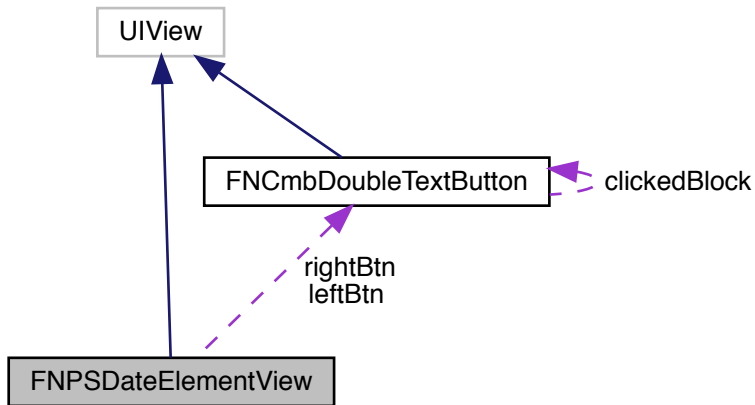 UIView
FNCmbDoubleTextButton
clickedBlock
rightBtn
leftBtn
FNPSDateElementView